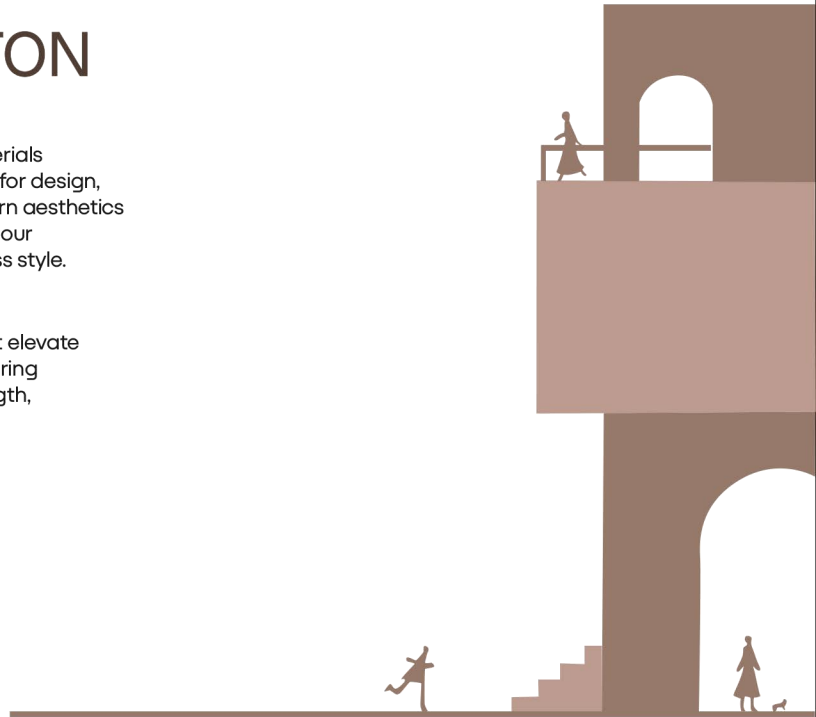 TON
erials
for design,
rn aesthetics
our
ss style.
t elevate
ring
gth,